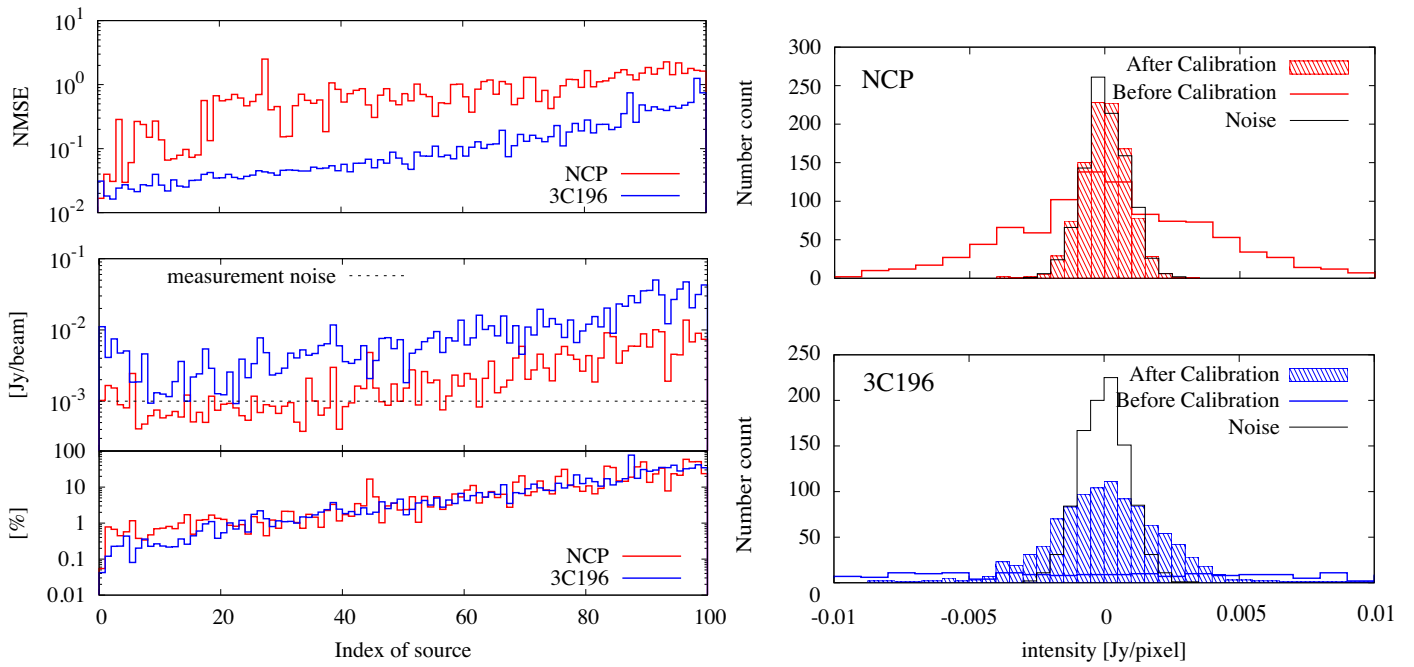 NMSE
10^1
10^0
10^-1
10^-2
NCP
3C196
[Jy/beam]
10^-1
10^-2
10^-3
measurement noise
[%]
100
10
1
0.1
0.01
NCP
3C196
0 20 40 60 80 100
Index of source
Number count
300
250
200
150
100
50
0
NCP
After Calibration
Before Calibration
Noise
Number count
250
200
150
100
50
0
3C196
After Calibration
Before Calibration
Noise
-0.01 -0.005 0 0.005 0.01
intensity [Jy/pixel]